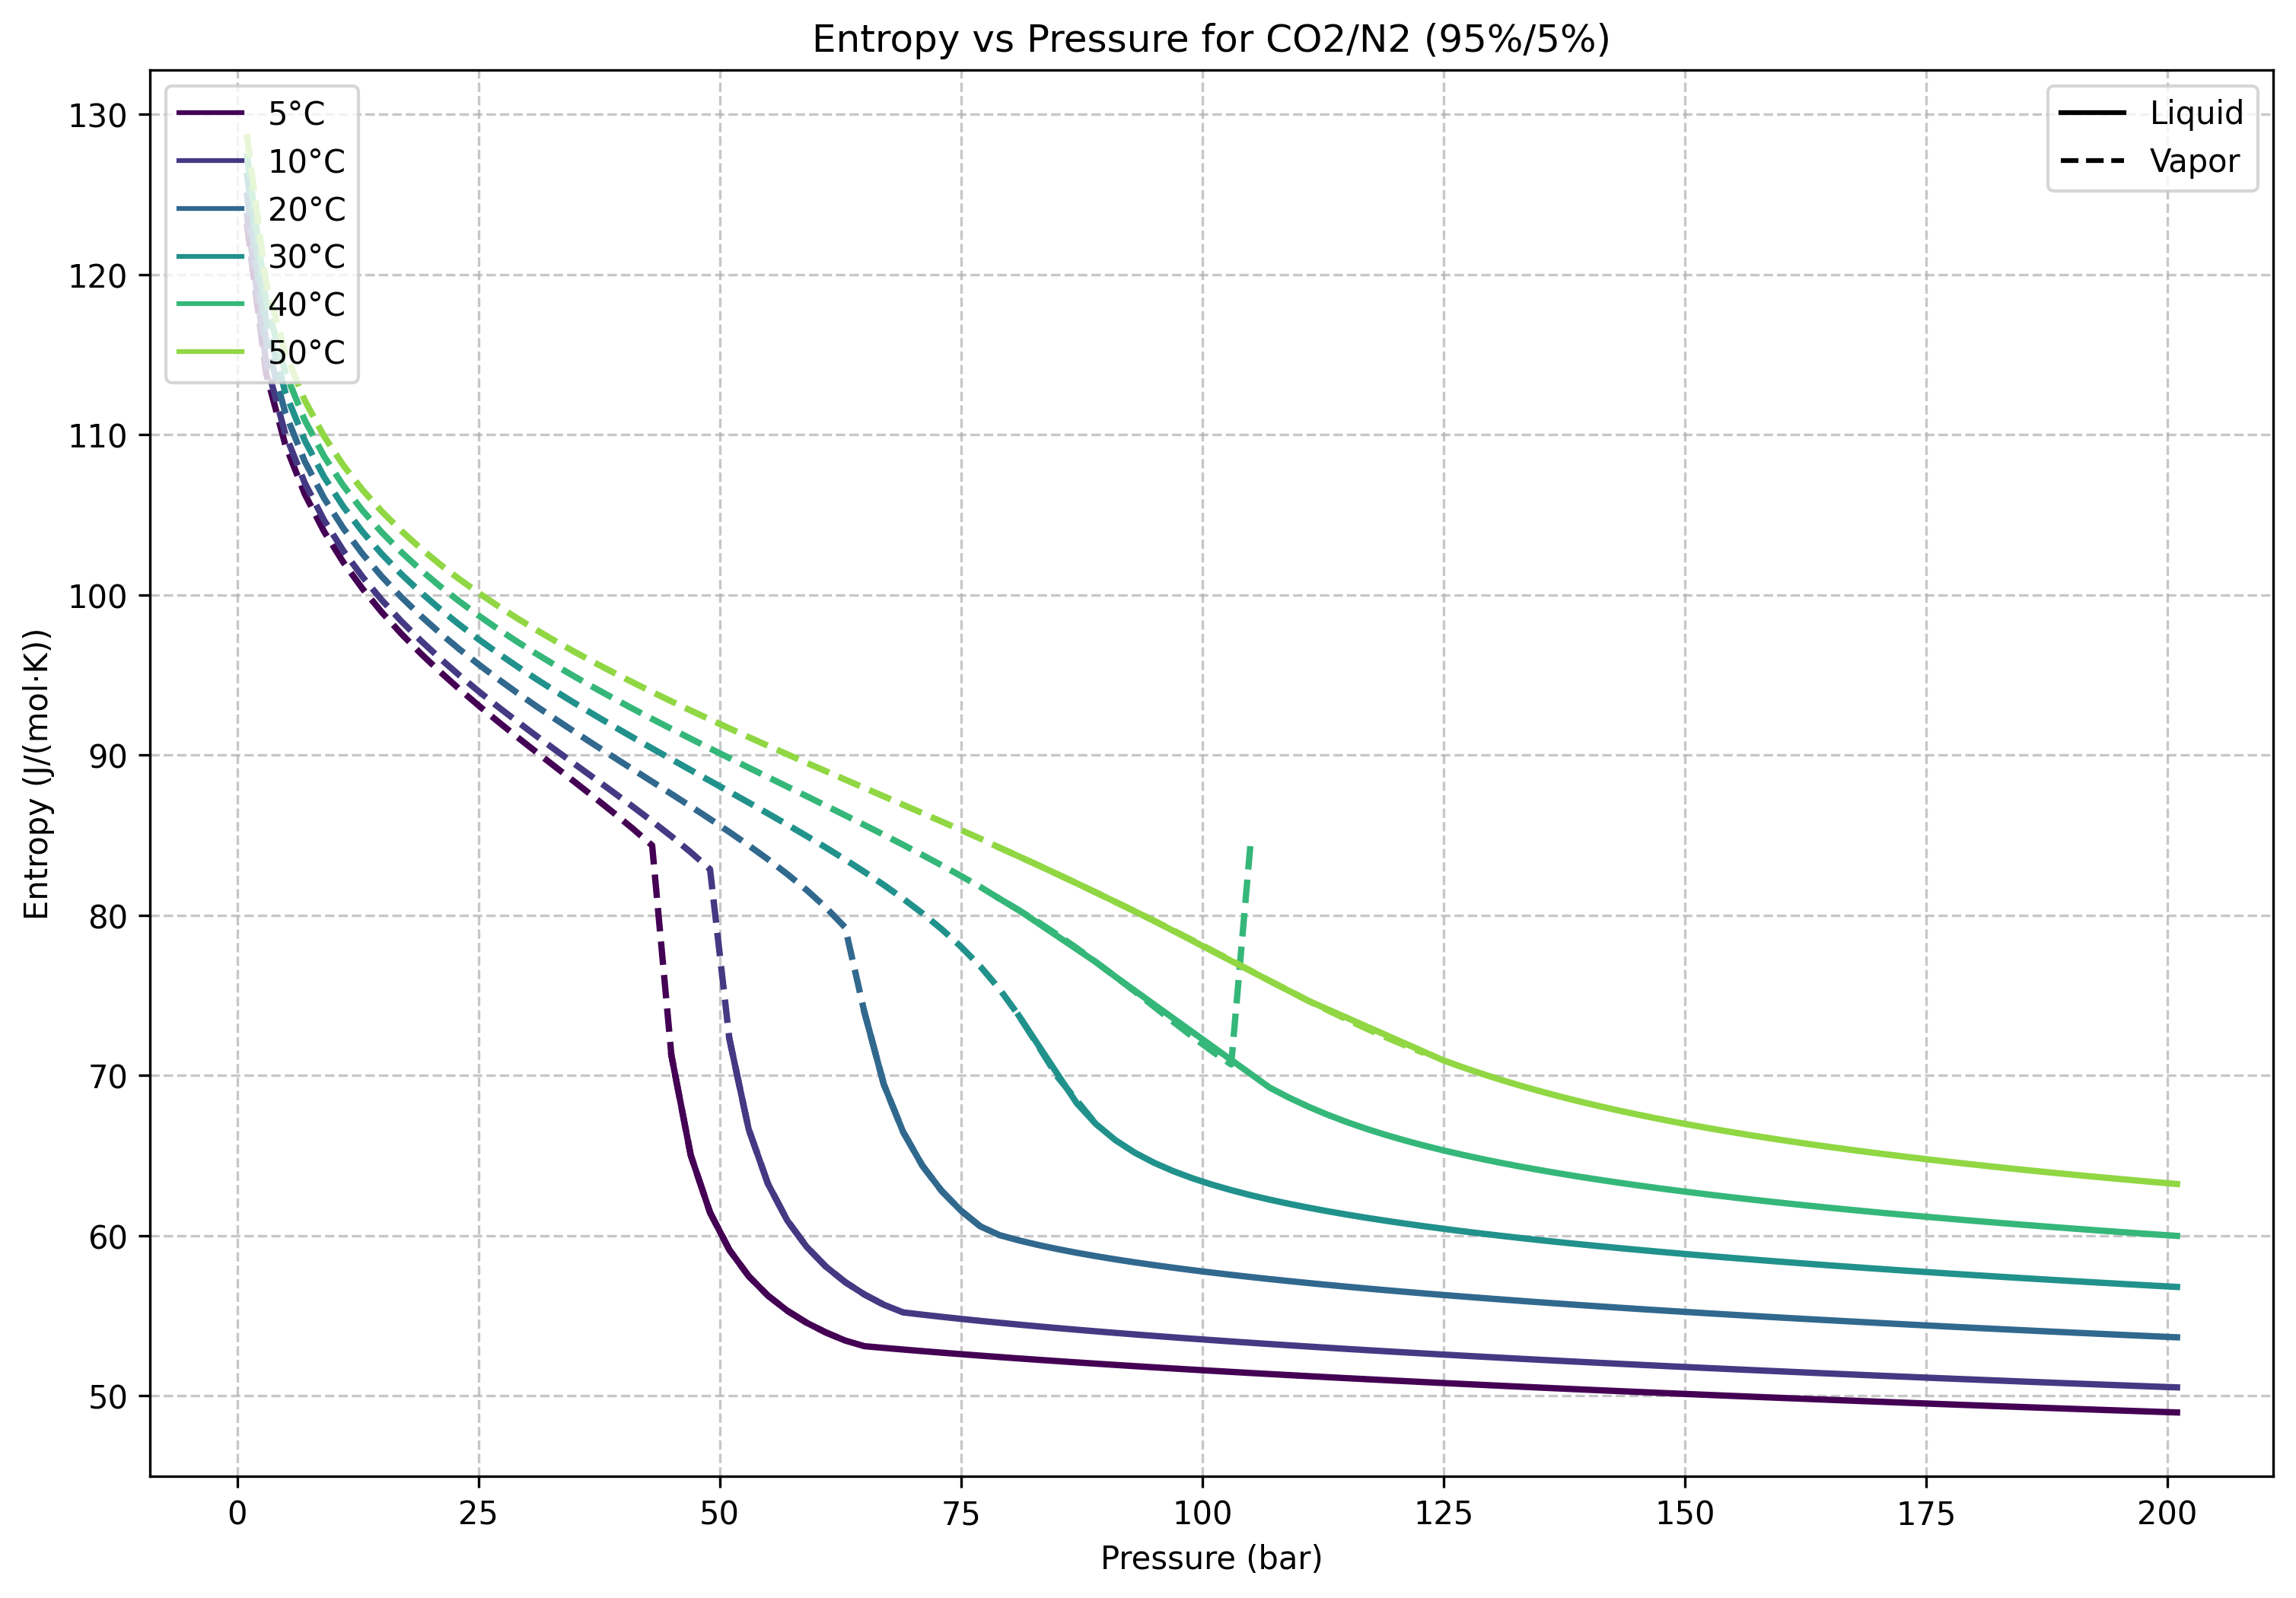 Entropy vs Pressure for CO2/N2 (95%/5%)
5°C
10°C
20°C
30°C
40°C
50°C
Liquid
Vapor
130
120
110
100
90
80
70
60
50
Entropy (J/(mol·K))
0 25 50 75 100 125 150 175 200
Pressure (bar)